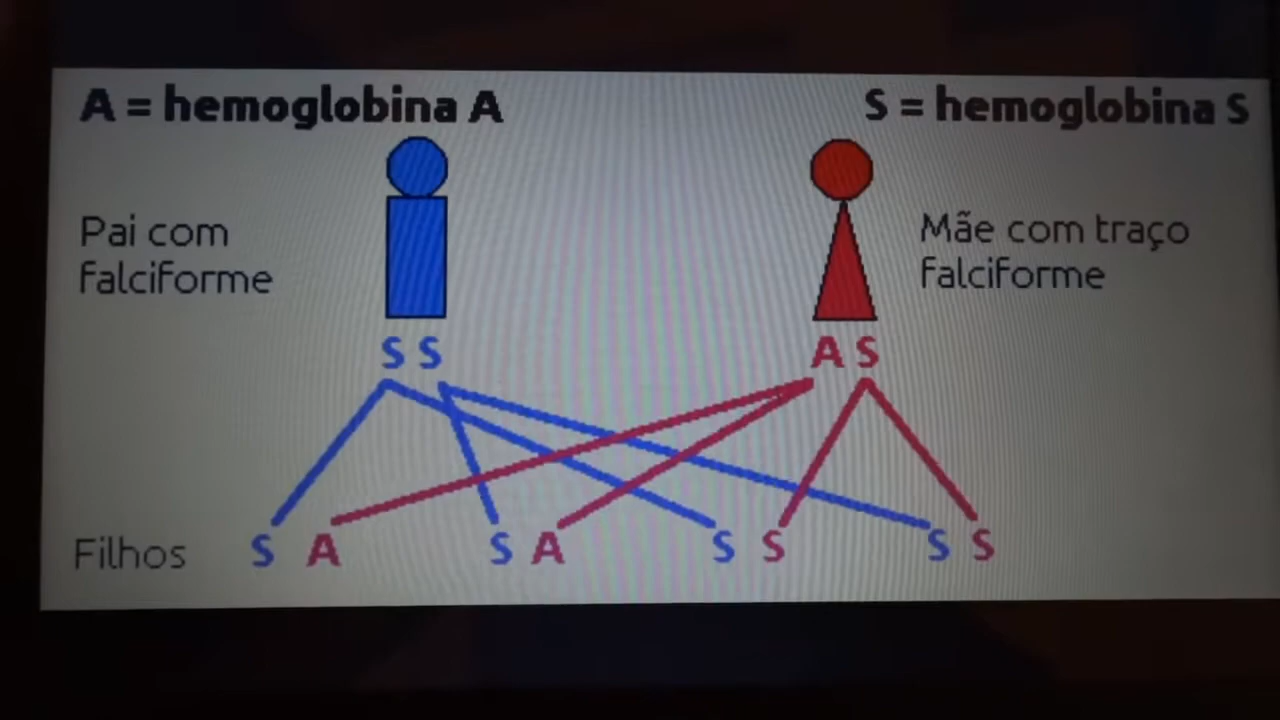 A = hemoglobina A
S = hemoglobina S
Pai com
falciforme
Mãe com traço
falciforme
S S
A S
Filhos
S A
S A
S S
S S